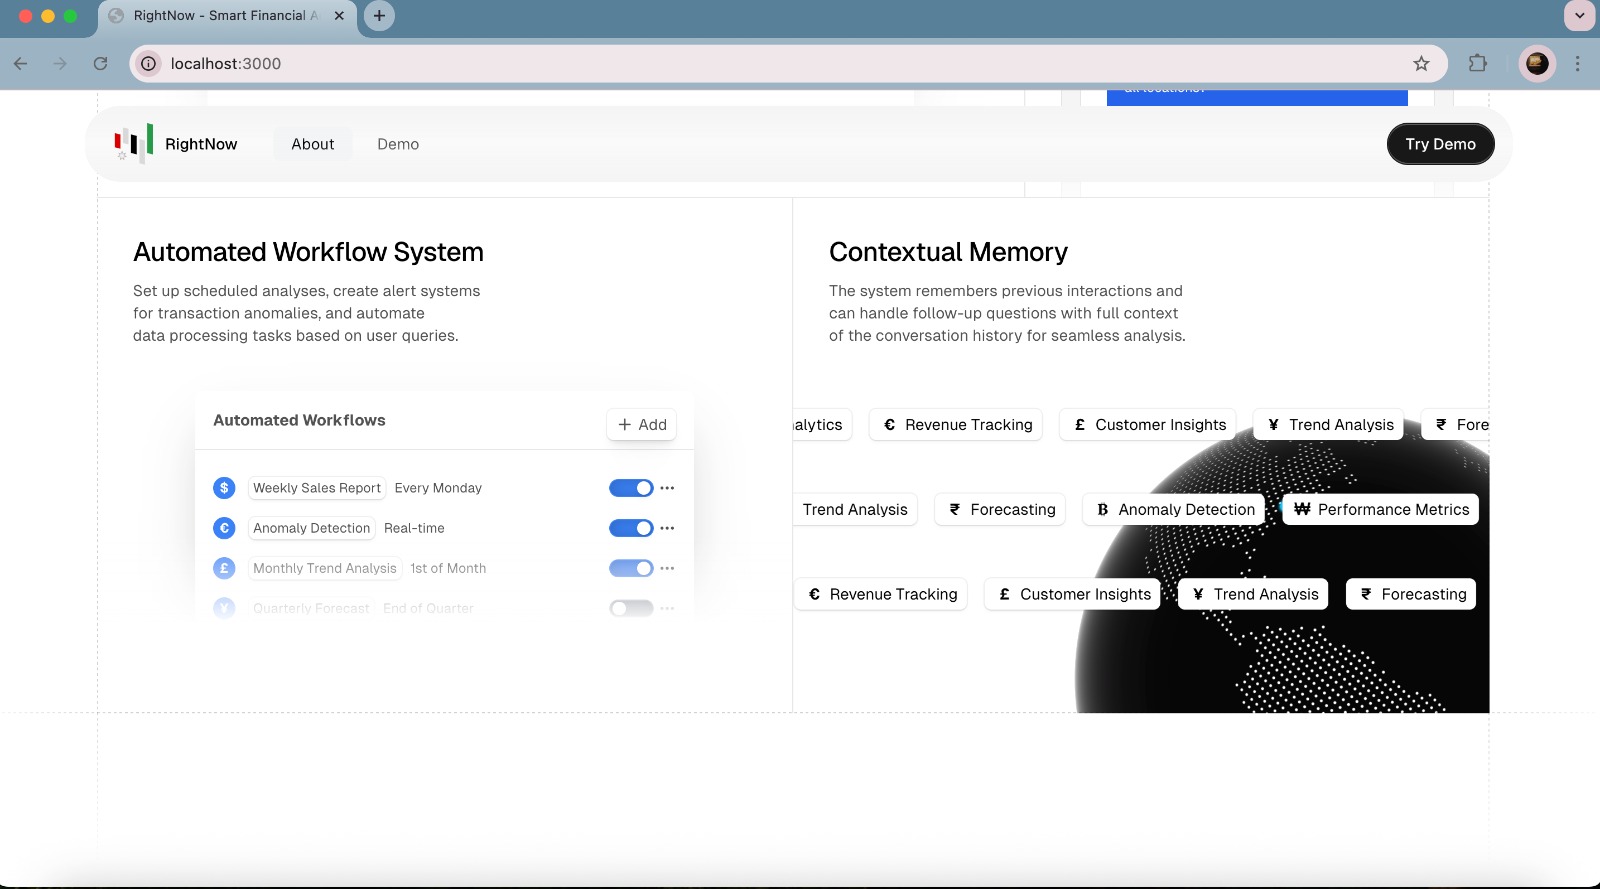 RightNow - Smart Financial A
localhost:3000
all locations?
RightNow
About
Demo
Try Demo
Automated Workflow System
Set up scheduled analyses, create alert systems
for transaction anomalies, and automate
data processing tasks based on user queries.
Automated Workflows
+ Add
$ Weekly Sales Report Every Monday
€ Anomaly Detection Real-time
£ Monthly Trend Analysis 1st of Month
¥ Quarterly Forecast End of Quarter
Contextual Memory
The system remembers previous interactions and
can handle follow-up questions with full context
of the conversation history for seamless analysis.
alytics € Revenue Tracking £ Customer Insights ¥ Trend Analysis ₹ Fore
Trend Analysis ₹ Forecasting B Anomaly Detection ₩ Performance Metrics
€ Revenue Tracking £ Customer Insights ¥ Trend Analysis ₹ Forecasting